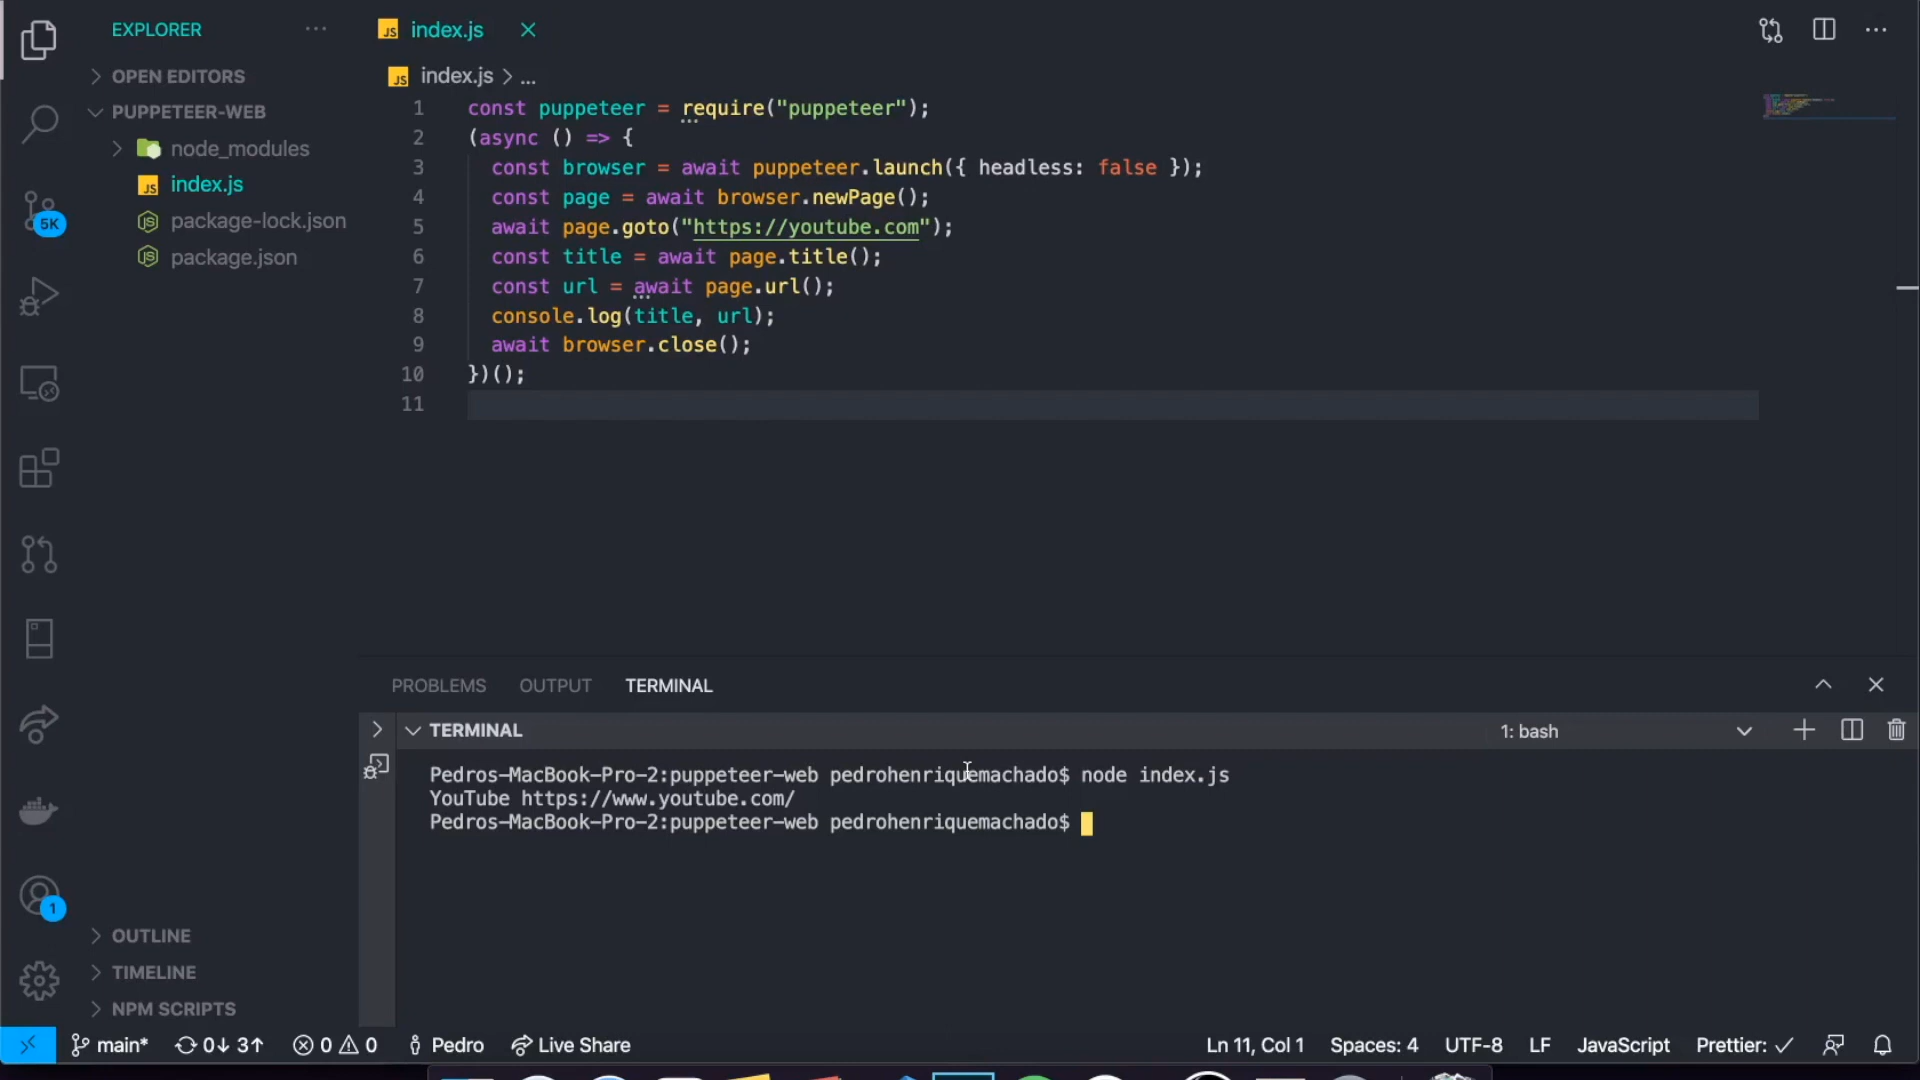 EXPLORER
OPEN EDITORS
PUPPETEER-WEB
node_modules
JS index.js
package-lock.json
package.json
5K
1
OUTLINE
TIMELINE
NPM SCRIPTS
JS index.js
JS index.js > ...
1 const puppeteer = require("puppeteer");
2 (async () => {
3 const browser = await puppeteer.launch({ headless: false });
4 const page = await browser.newPage();
5 await page.goto("https://youtube.com");
6 const title = await page.title();
7 const url = await page.url();
8 console.log(title, url);
9 await browser.close();
10 })();
11
PROBLEMS OUTPUT TERMINAL
TERMINAL 1: bash
Pedros-MacBook-Pro-2:puppeteer-web pedrohenriquemachado$ node index.js
YouTube https://www.youtube.com/
Pedros-MacBook-Pro-2:puppeteer-web pedrohenriquemachado$
main* 0↓ 3↑ 0 0 Pedro Live Share Ln 11, Col 1 Spaces: 4 UTF-8 LF JavaScript Prettier: ✓